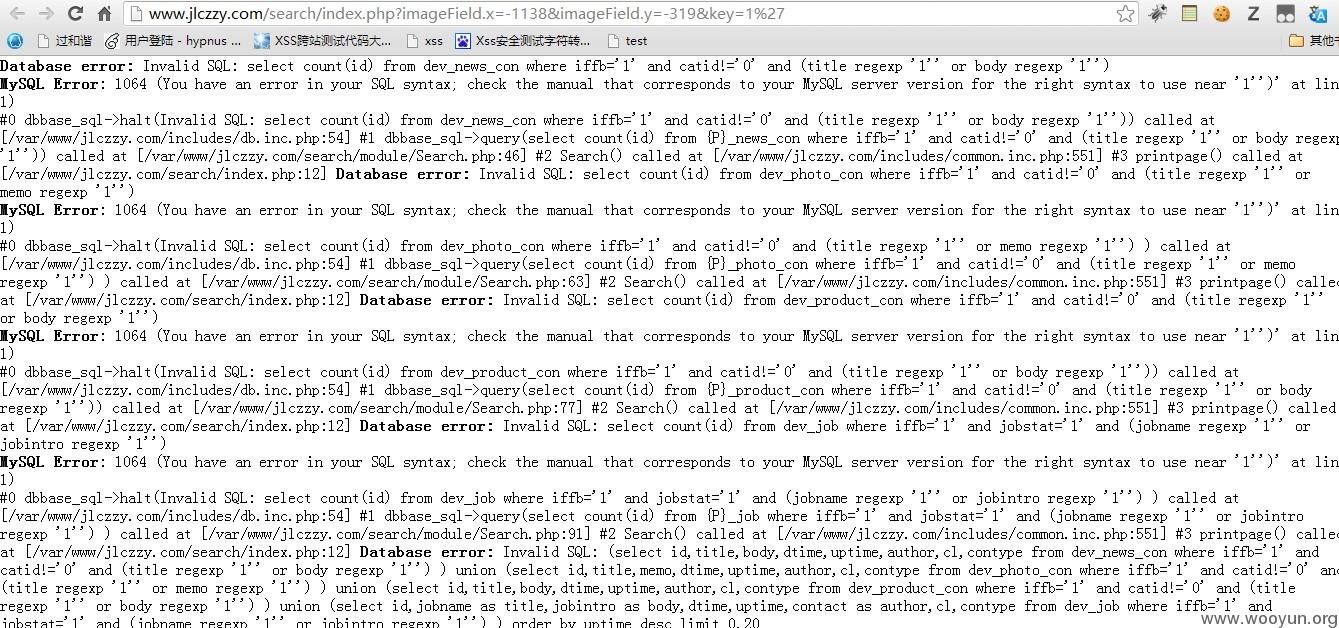 www.jlczzy.com/search/index.php?imageField.x=-1138&imageField.y=-319&key=1%27
过和谐 用户登陆 - hypnus ... XSS跨站测试代码大... xss Xss安全测试字符转... test 其他
Database error: Invalid SQL: select count(id) from dev_news_con where iffb='1' and catid!='0' and (title regexp '1'' or body regexp '1'')
MySQL Error: 1064 (You have an error in your SQL syntax; check the manual that corresponds to your MySQL server version for the right syntax to use near '1'')' at lin
1)
#0 dbbase_sql->halt(Invalid SQL: select count(id) from dev_news_con where iffb='1' and catid!='0' and (title regexp '1'' or body regexp '1'')) called at
[/var/www/jlczzy.com/includes/db.inc.php:54] #1 dbbase_sql->query(select count(id) from {P}_news_con where iffb='1' and catid!='0' and (title regexp '1'' or body regexp
'1'')) called at [/var/www/jlczzy.com/search/module/Search.php:46] #2 Search() called at [/var/www/jlczzy.com/includes/common.inc.php:551] #3 printpage() called at
[/var/www/jlczzy.com/search/index.php:12] Database error: Invalid SQL: select count(id) from dev_photo_con where iffb='1' and catid!='0' and (title regexp '1'' or
memo regexp '1'')
MySQL Error: 1064 (You have an error in your SQL syntax; check the manual that corresponds to your MySQL server version for the right syntax to use near '1'')' at lin
1)
#0 dbbase_sql->halt(Invalid SQL: select count(id) from dev_photo_con where iffb='1' and catid!='0' and (title regexp '1'' or memo regexp '1'') ) called at
[/var/www/jlczzy.com/includes/db.inc.php:54] #1 dbbase_sql->query(select count(id) from {P}_photo_con where iffb='1' and catid!='0' and (title regexp '1'' or memo
regexp '1'') ) called at [/var/www/jlczzy.com/search/module/Search.php:63] #2 Search() called at [/var/www/jlczzy.com/includes/common.inc.php:551] #3 printpage() calle
at [/var/www/jlczzy.com/search/index.php:12] Database error: Invalid SQL: select count(id) from dev_product_con where iffb='1' and catid!='0' and (title regexp '1''
or body regexp '1'')
MySQL Error: 1064 (You have an error in your SQL syntax; check the manual that corresponds to your MySQL server version for the right syntax to use near '1'')' at lin
1)
#0 dbbase_sql->halt(Invalid SQL: select count(id) from dev_product_con where iffb='1' and catid!='0' and (title regexp '1'' or body regexp '1'')) called at
[/var/www/jlczzy.com/includes/db.inc.php:54] #1 dbbase_sql->query(select count(id) from {P}_product_con where iffb='1' and catid!='0' and (title regexp '1'' or body
regexp '1'')) called at [/var/www/jlczzy.com/search/module/Search.php:77] #2 Search() called at [/var/www/jlczzy.com/includes/common.inc.php:551] #3 printpage() called
at [/var/www/jlczzy.com/search/index.php:12] Database error: Invalid SQL: select count(id) from dev_job where iffb='1' and jobstat='1' and (jobname regexp '1'' or
jobintro regexp '1'')
MySQL Error: 1064 (You have an error in your SQL syntax; check the manual that corresponds to your MySQL server version for the right syntax to use near '1'')' at lin
1)
#0 dbbase_sql->halt(Invalid SQL: select count(id) from dev_job where iffb='1' and jobstat='1' and (jobname regexp '1'' or jobintro regexp '1'') ) called at
[/var/www/jlczzy.com/includes/db.inc.php:54] #1 dbbase_sql->query(select count(id) from {P}_job where iffb='1' and jobstat='1' and (jobname regexp '1'' or jobintro
regexp '1'') ) called at [/var/www/jlczzy.com/search/module/Search.php:91] #2 Search() called at [/var/www/jlczzy.com/includes/common.inc.php:551] #3 printpage() calle
at [/var/www/jlczzy.com/search/index.php:12] Database error: Invalid SQL: (select id,title,body,dtime,uptime,author,cl,contype from dev_news_con where iffb='1' and
catid!='0' and (title regexp '1'' or body regexp '1'') ) union (select id,title,memo,dtime,uptime,author,cl,contype from dev_photo_con where iffb='1' and catid!='0' and
(title regexp '1'' or memo regexp '1'') ) union (select id,title,body,dtime,uptime,author,cl,contype from dev_product_con where iffb='1' and catid!='0' and (title
regexp '1'' or body regexp '1'') ) union (select id,jobname as title,jobintro as body,dtime,uptime,contact as author,cl,contype from dev_job where iffb='1' and
jobstat='1' and (jobname regexp '1'' or jobintro regexp '1'') ) order by uptime desc limit 0,20
www.wooyun.org